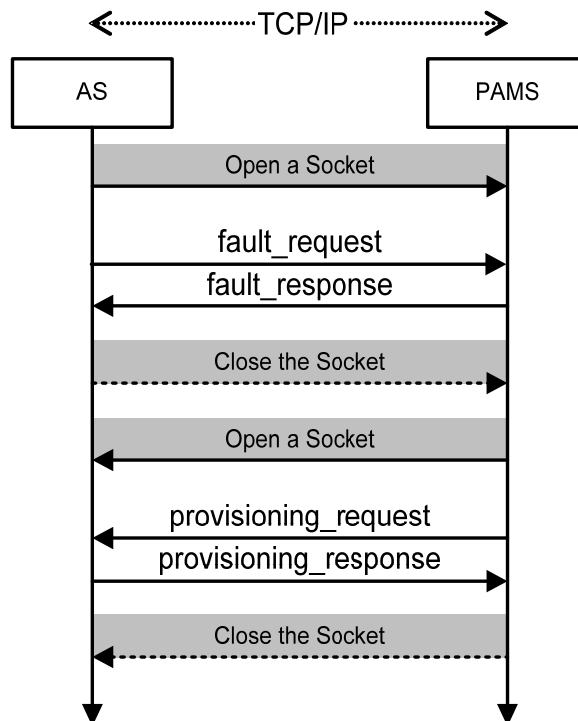 TCP/IP
AS
PAMS
Open a Socket
fault_request
fault_response
Close the Socket
Open a Socket
provisioning_request
provisioning_response
Close the Socket